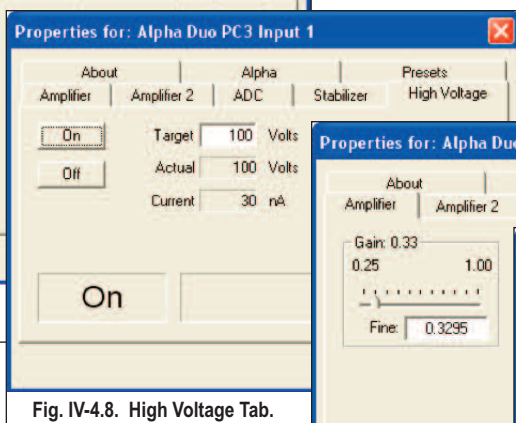 Properties for: Alpha Duo PC3 Input 1
About Alpha Presets
Amplifier Amplifier 2 ADC Stabilizer High Voltage
On Target 100 Volts
Off Actual 100 Volts
Current 30 nA
On
Fig. IV-4.8. High Voltage Tab.
Properties for: Alpha Duo
About
Amplifier Amplifier 2
Gain: 0.33
0.25 1.00
Fine: 0.3295